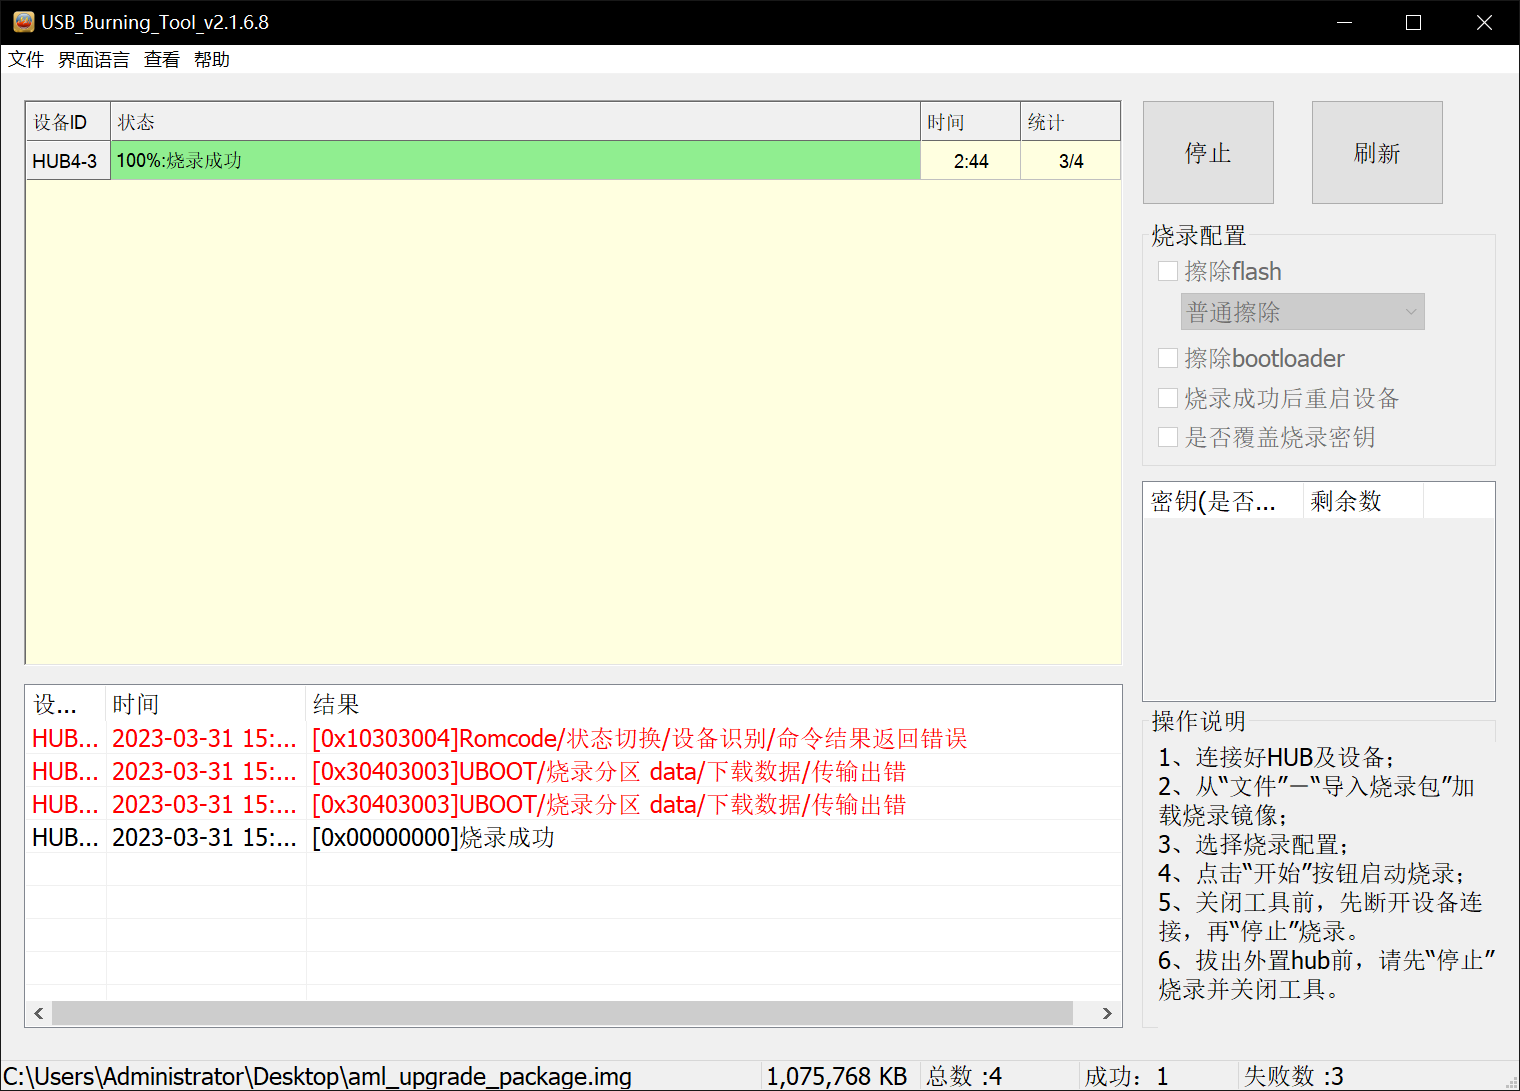 USB_Burning_Tool_v2.1.6.8
文件 界面语言 查看 帮助
设备ID 状态 时间 统计
HUB4-3 100%:烧录成功 2:44 3/4
停止 刷新
烧录配置
擦除flash
普通擦除
擦除bootloader
烧录成功后重启设备
是否覆盖烧录密钥
密钥(是否... 剩余数
设... 时间 结果
HUB... 2023-03-31 15:... [0x10303004]Romcode/状态切换/设备识别/命令结果返回错误
HUB... 2023-03-31 15:... [0x30403003]UBOOT/烧录分区 data/下载数据/传输出错
HUB... 2023-03-31 15:... [0x30403003]UBOOT/烧录分区 data/下载数据/传输出错
HUB... 2023-03-31 15:... [0x00000000]烧录成功
操作说明
1、连接好HUB及设备；
2、从“文件”—“导入烧录包”加
载烧录镜像；
3、选择烧录配置；
4、点击“开始”按钮启动烧录；
5、关闭工具前，先断开设备连
接，再“停止”烧录。
6、拔出外置hub前，请先“停止”
烧录并关闭工具。
C:\Users\Administrator\Desktop\aml_upgrade_package.img 1,075,768 KB 总数 :4 成功：1 失败数 :3